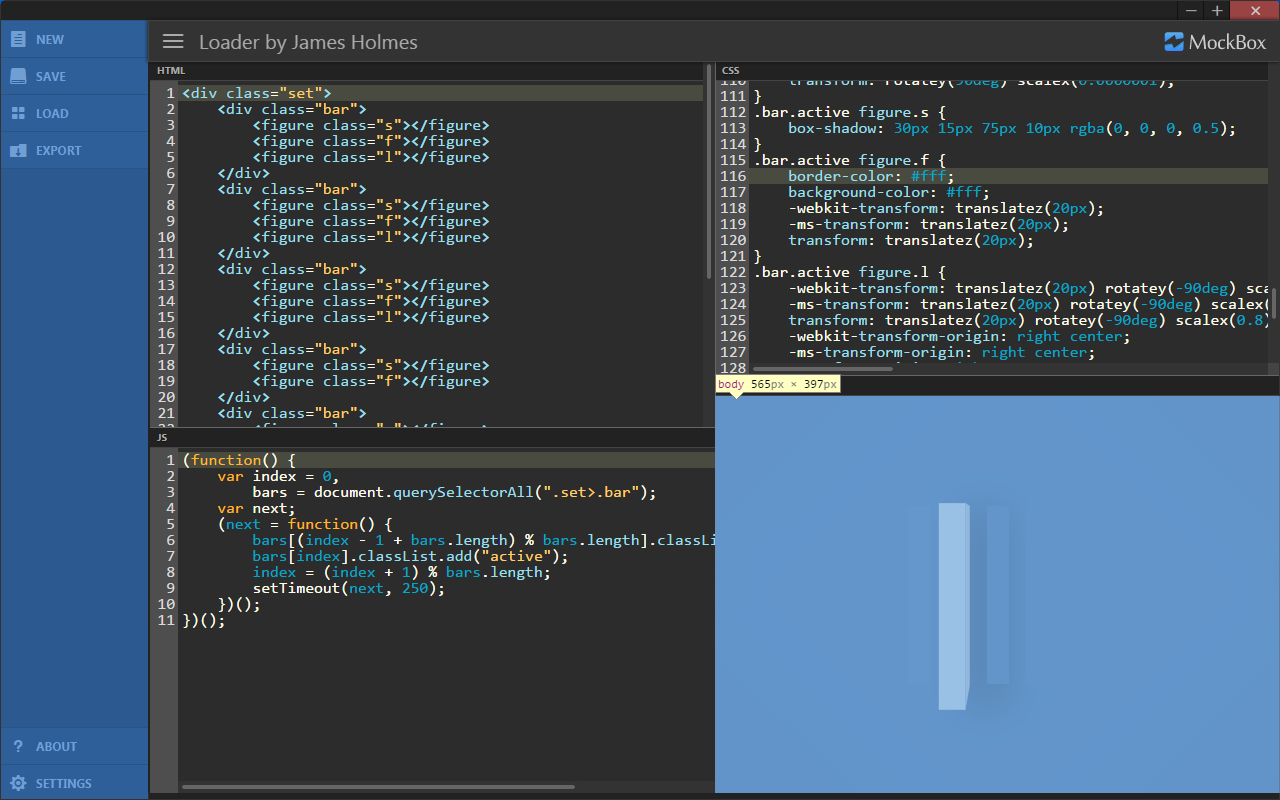 NEW
SAVE
LOAD
EXPORT
ABOUT
SETTINGS
Loader by James Holmes
MockBox
HTML
1 <div class="set">
2 <div class="bar">
3 <figure class="s"></figure>
4 <figure class="f"></figure>
5 <figure class="l"></figure>
6 </div>
7 <div class="bar">
8 <figure class="s"></figure>
9 <figure class="f"></figure>
10 <figure class="l"></figure>
11 </div>
12 <div class="bar">
13 <figure class="s"></figure>
14 <figure class="f"></figure>
15 <figure class="l"></figure>
16 </div>
17 <div class="bar">
18 <figure class="s"></figure>
19 <figure class="f"></figure>
20 </div>
21 <div class="bar">
JS
1 (function() {
2 var index = 0,
3 bars = document.querySelectorAll(".set>.bar");
4 var next;
5 (next = function() {
6 bars[(index - 1 + bars.length) % bars.length].classLi
7 bars[index].classList.add("active");
8 index = (index + 1) % bars.length;
9 setTimeout(next, 250);
10 })();
11 })();
CSS
110 transform: rotatey(90deg) scalex(0.0000001);
111 }
112 .bar.active figure.s {
113 box-shadow: 30px 15px 75px 10px rgba(0, 0, 0, 0.5);
114 }
115 .bar.active figure.f {
116 border-color: #fff;
117 background-color: #fff;
118 -webkit-transform: translatez(20px);
119 -ms-transform: translatez(20px);
120 transform: translatez(20px);
121 }
122 .bar.active figure.l {
123 -webkit-transform: translatez(20px) rotatey(-90deg) sca
124 -ms-transform: translatez(20px) rotatey(-90deg) scalex(
125 transform: translatez(20px) rotatey(-90deg) scalex(0.8)
126 -webkit-transform-origin: right center;
127 -ms-transform-origin: right center;
128
body 565px × 397px